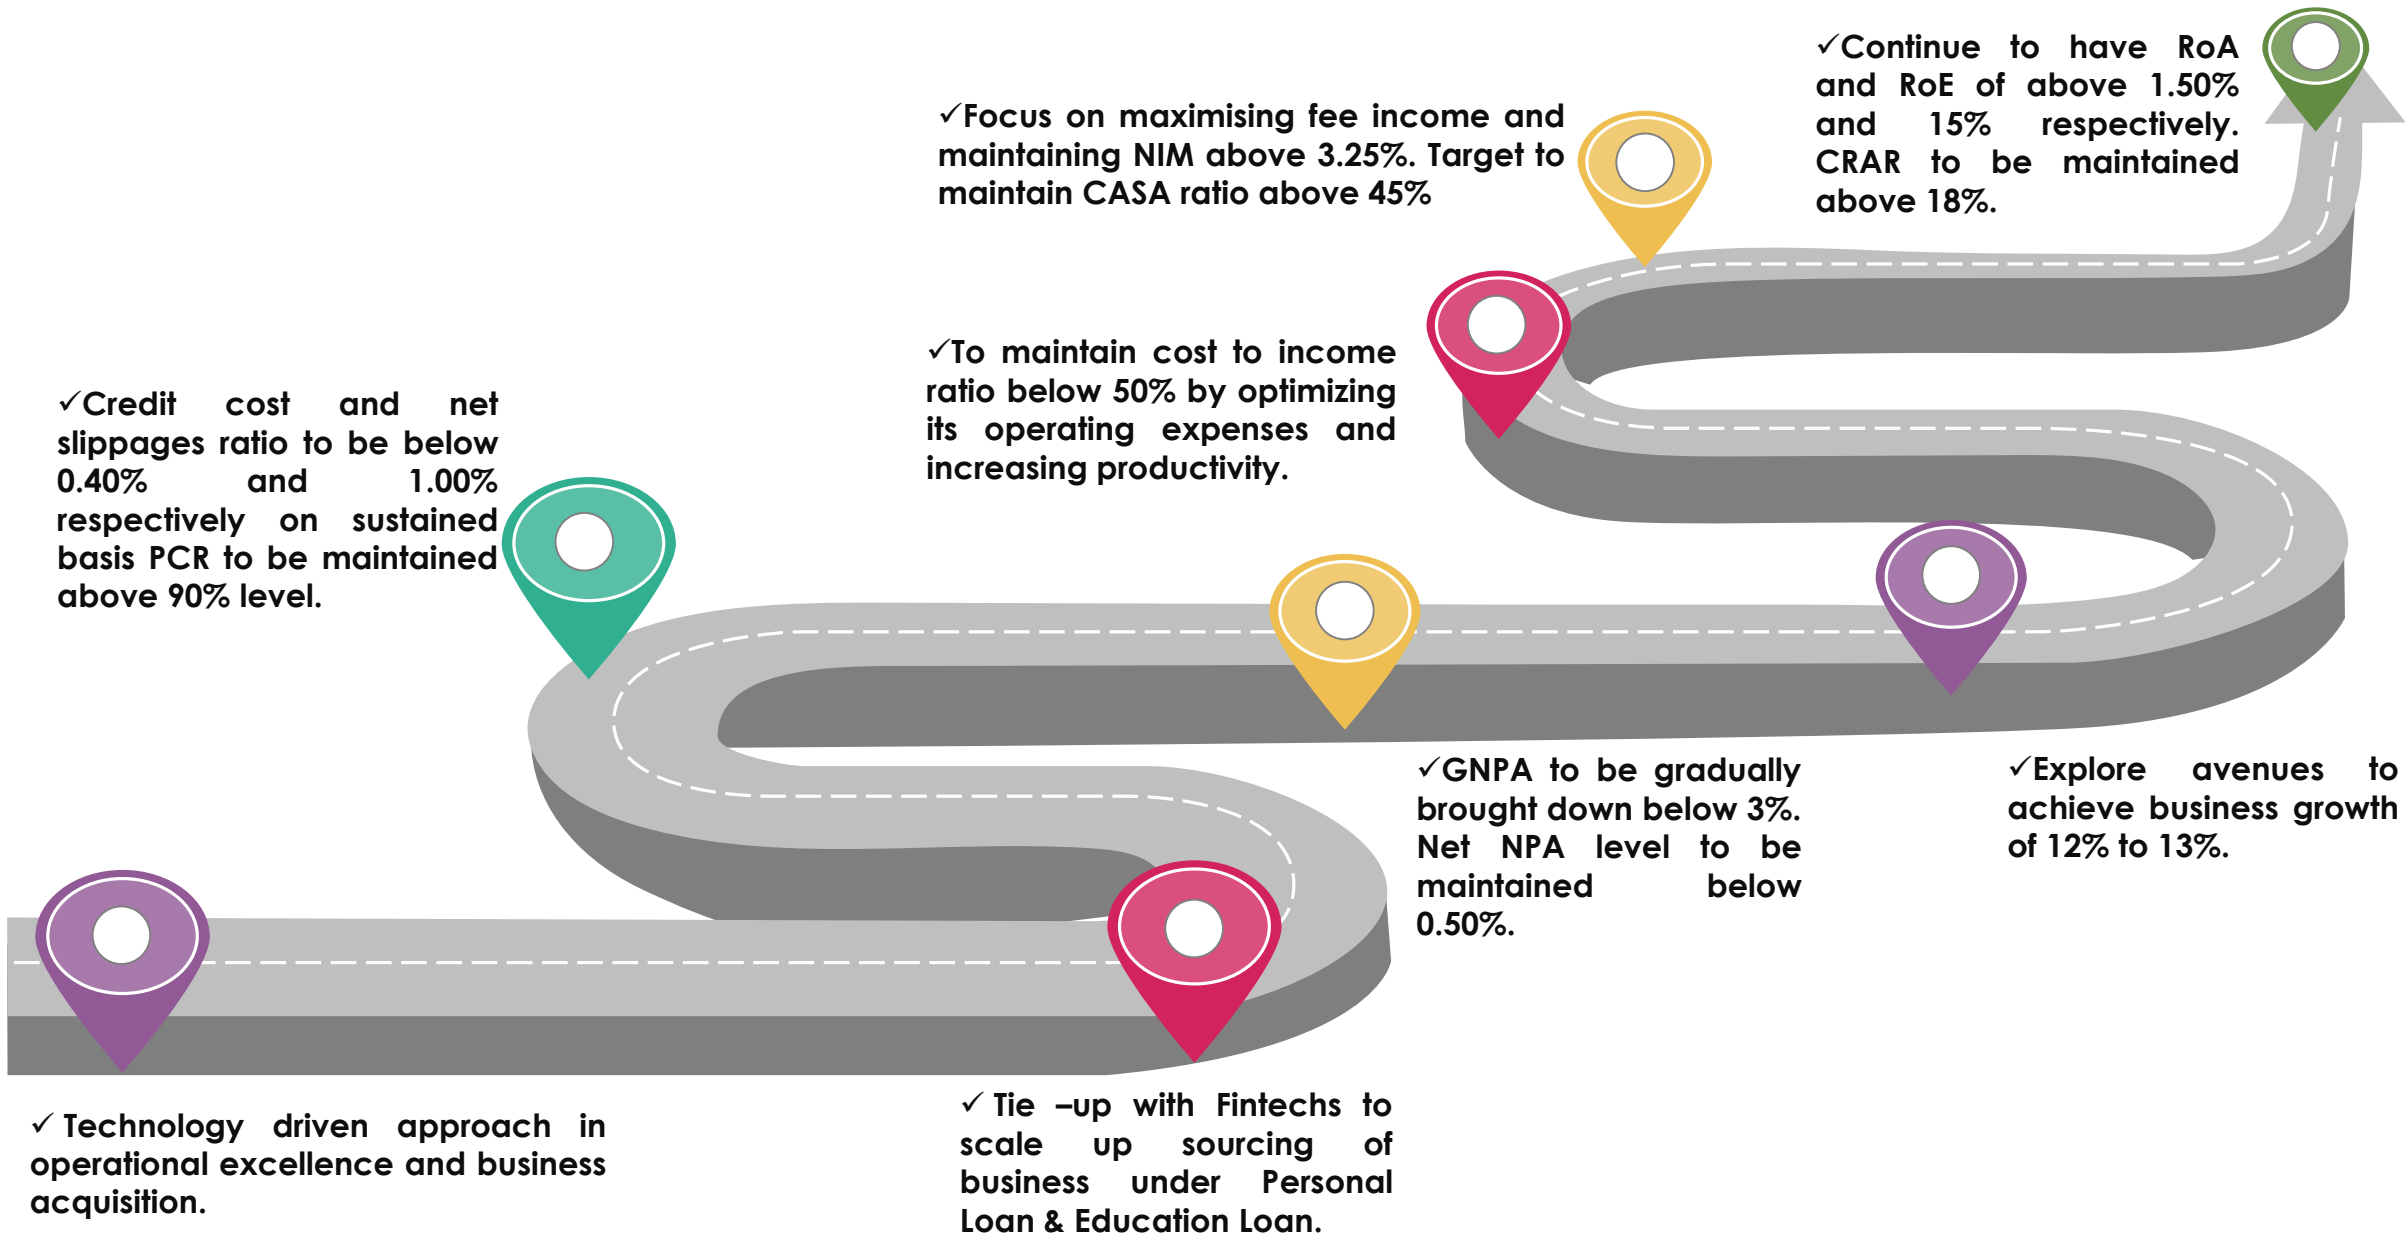 ✓Continue to have RoA
and RoE of above 1.50%
and 15% respectively.
CRAR to be maintained
above 18%.
✓Focus on maximising fee income and
maintaining NIM above 3.25%. Target to
maintain CASA ratio above 45%
✓To maintain cost to income
ratio below 50% by optimizing
its operating expenses and
increasing productivity.
✓Credit cost and net
slippages ratio to be below
0.40% and 1.00%
respectively on sustained
basis PCR to be maintained
above 90% level.
✓GNPA to be gradually
brought down below 3%.
Net NPA level to be
maintained below
0.50%.
✓Explore avenues to
achieve business growth
of 12% to 13%.
✓ Technology driven approach in
operational excellence and business
acquisition.
✓ Tie –up with Fintechs to
scale up sourcing of
business under Personal
Loan & Education Loan.